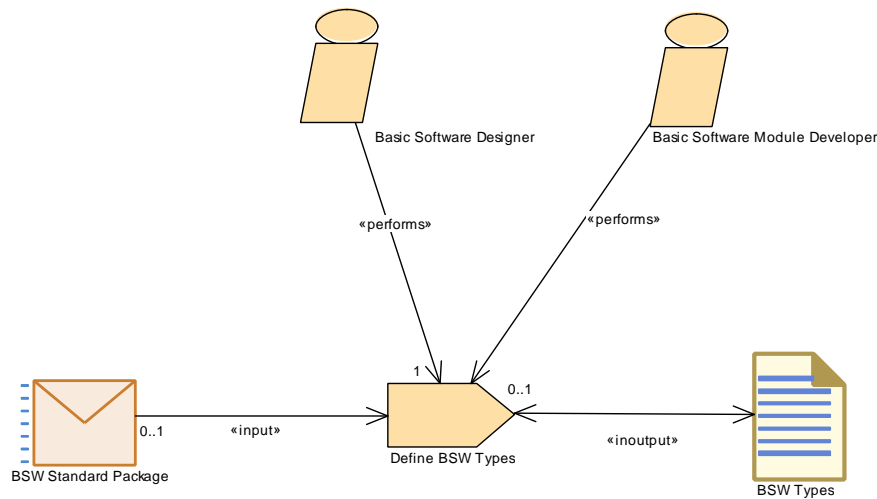 Basic Software Designer
Basic Software Module Developer
«performs»
«performs»
1
0..1
0..1
«input»
«inoutput»
Define BSW Types
BSW Standard Package
BSW Types